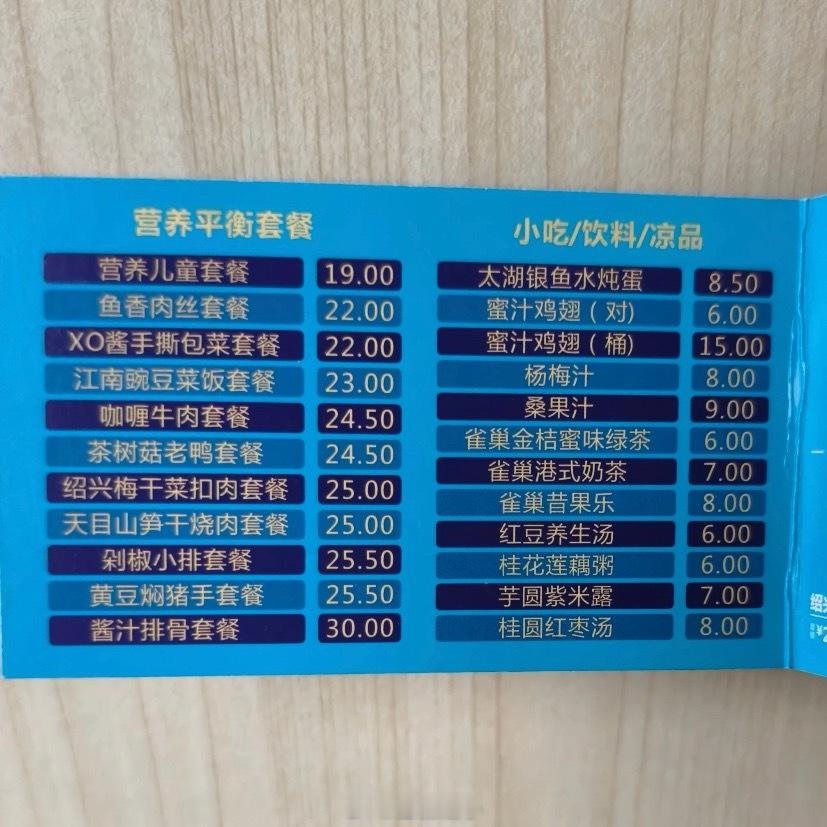 营养平衡套餐
营养儿童套餐 19.00
鱼香肉丝套餐 22.00
XO酱手撕包菜套餐 22.00
江南豌豆菜饭套餐 23.00
咖喱牛肉套餐 24.50
茶树菇老鸭套餐 24.50
绍兴梅干菜扣肉套餐 25.00
天目山笋干烧肉套餐 25.00
剁椒小排套餐 25.50
黄豆焖猪手套餐 25.50
酱汁排骨套餐 30.00
小吃/饮料/凉品
太湖银鱼水炖蛋 8.50
蜜汁鸡翅（对) 6.00
蜜汁鸡翅（桶) 15.00
杨梅汁 8.00
桑果汁 9.00
雀巢金桔蜜味绿茶 6.00
雀巢港式奶茶 7.00
雀巢昔果乐 8.00
红豆养生汤 6.00
桂花莲藕粥 6.00
芋圆紫米露 7.00
桂圆红枣汤 8.00